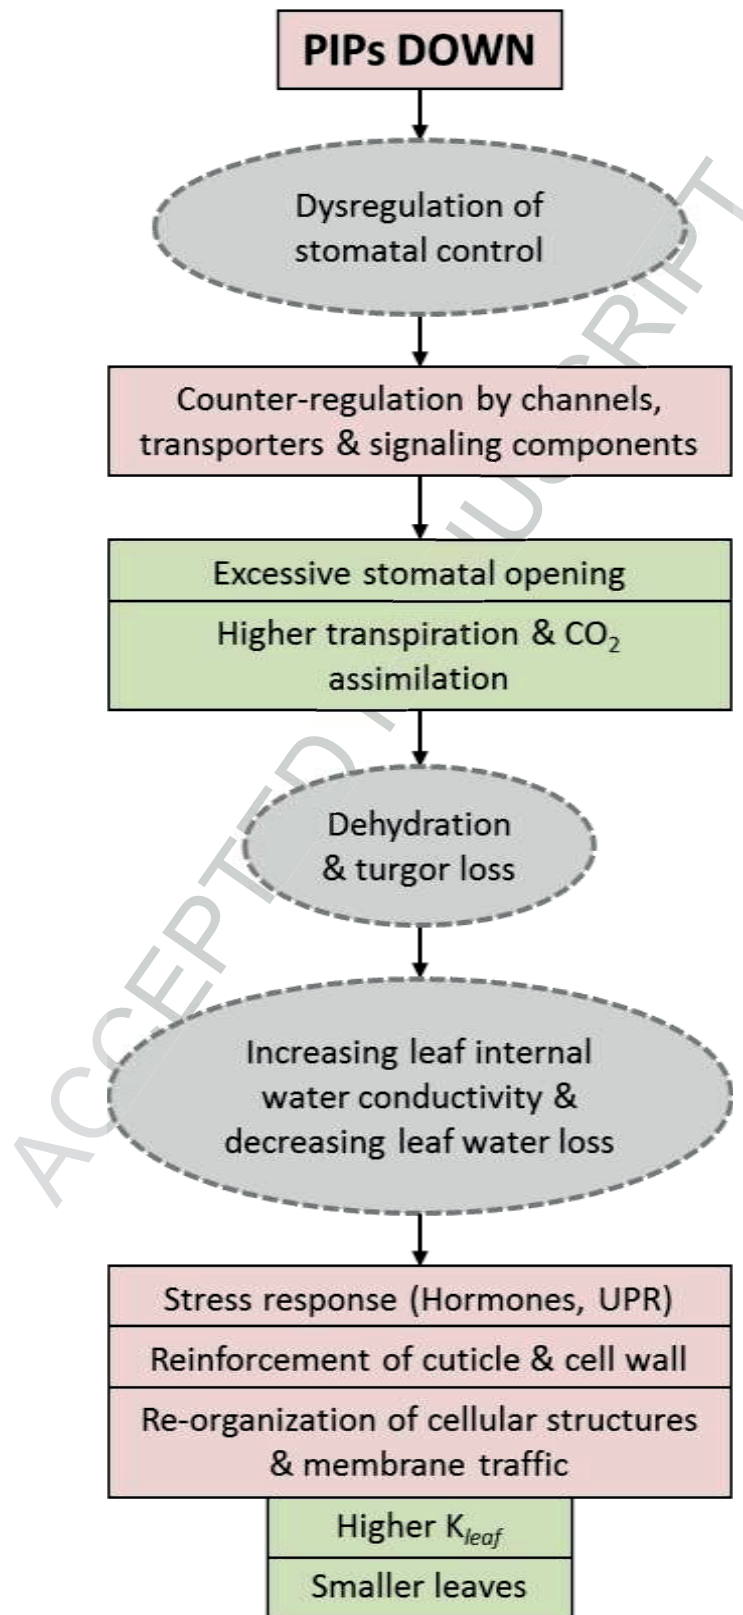 PIPs DOWN
Dysregulation of
stomatal control
Counter-regulation by channels,
transporters & signaling components
Excessive stomatal opening
Higher transpiration & CO₂
assimilation
Dehydration
& turgor loss
Increasing leaf internal
water conductivity &
decreasing leaf water loss
Stress response (Hormones, UPR)
Reinforcement of cuticle & cell wall
Re-organization of cellular structures
& membrane traffic
Higher Kleaf
Smaller leaves
ACCEPTED MANUSCRIPT